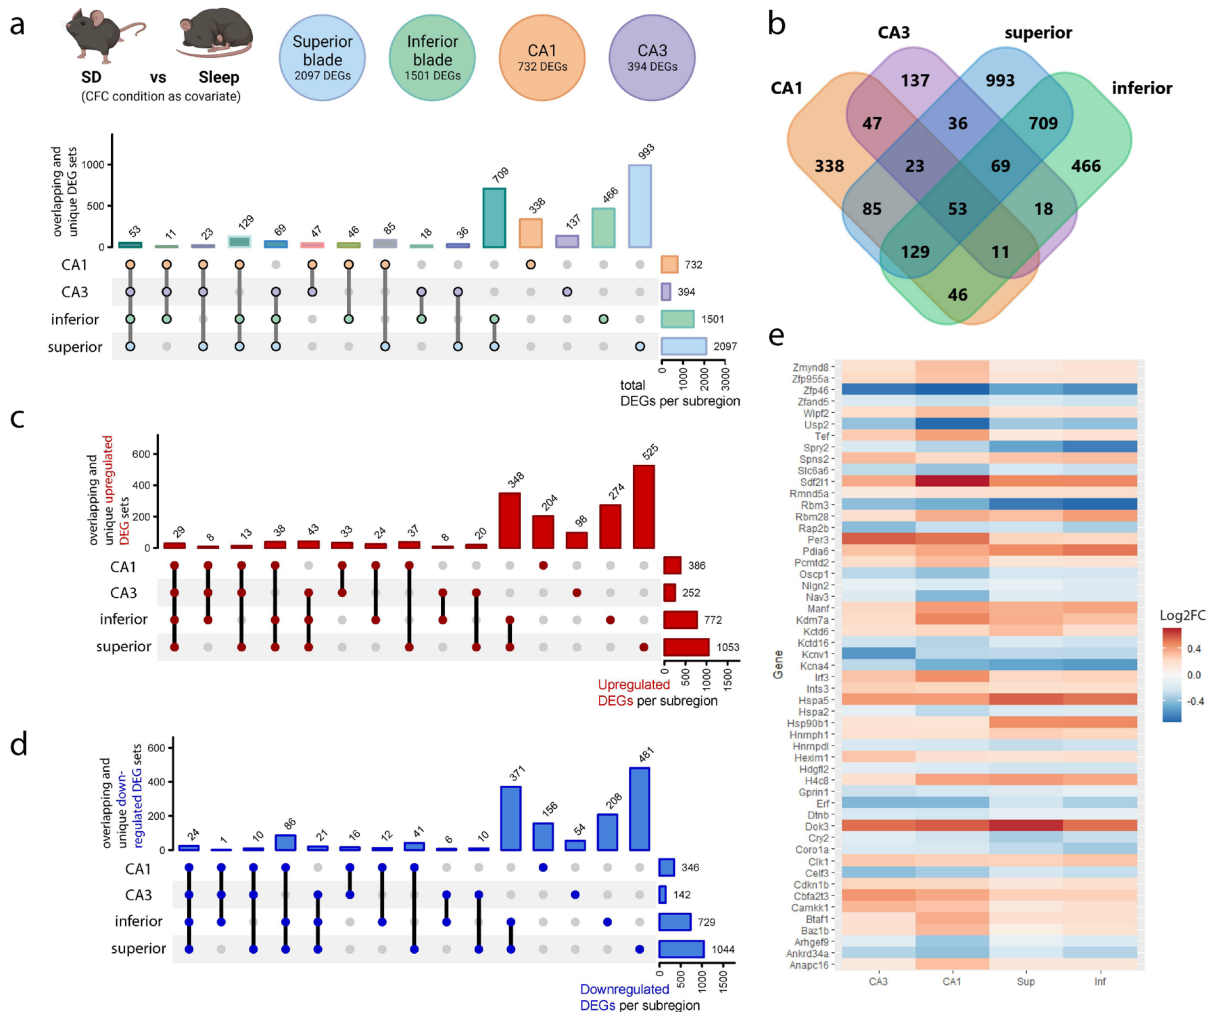 a
SD vs Sleep
(CFC condition as covariate)
Superior
blade
2097 DEGs
Inferior
blade
1501 DEGs
CA1
732 DEGs
CA3
394 DEGs
overlapping and
unique DEG sets
1000
500
0
53 11 23 129 69 47 46 85 18 36 709 338 137 466 993
CA1
CA3
inferior
superior
732
394
1501
2097
0 1000 2000 3000
total
DEGs per subregion
b
CA1
CA3
superior
inferior
137 993
47 36 709
338 23 69 466
85 53 18
129 11
46
c
overlapping and
unique upregulated
DEG sets
600
400
200
0
29 8 13 38 43 33 24 37 8 20 348 204 98 274 525
CA1
CA3
inferior
superior
386
252
772
1053
0 500 1000 1500
Upregulated
DEGs per subregion
d
overlapping and
unique down-
regulated DEG sets
600
400
200
0
24 1 10 86 21 16 12 41 6 10 371 156 54 208 481
CA1
CA3
inferior
superior
346
142
729
1044
0 500 1000 1500
Downregulated
DEGs per subregion
e
Gene
Zmynd8
Zfp955a
Zfp46
Zfand5
Wipf2
Usp2
Tef
Spry2
Spns2
Slc6a6
Sdf2l1
Rmnd5a
Rbm3
Rbm28
Rap2b
Per3
Pdia6
Pcmtd2
Oscp1
Nlgn2
Nav3
Manf
Kdm7a
Kctd6
Kctd16
Kcnv1
Kcna4
Irf3
Ints3
Hspa5
Hspa2
Hsp90b1
Hnrnph1
Hnrnpdl
Hexim1
Hdgfl2
H4c8
Gprin1
Erf
Dtnb
Dok3
Cry2
Coro1a
Clk1
Celf3
Cdkn1b
Cbfa2t3
Camkk1
Btaf1
Baz1b
Arhgef9
Ankrd34a
Anapc16
CA3 CA1 Sup Inf
Log2FC
0.4
0.0
-0.4